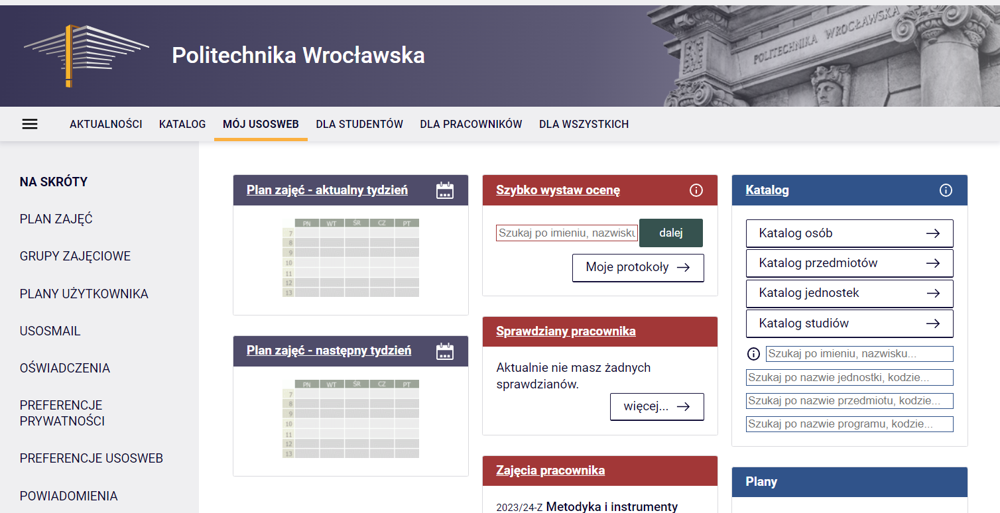 Politechnika Wrocławska
POLITECHNIKA WROCŁAWSKA
AKTUALNOŚCI KATALOG MÓJ USOSWEB DLA STUDENTÓW DLA PRACOWNIKÓW DLA WSZYSTKICH
NA SKRÓTY
PLAN ZAJĘĆ
GRUPY ZAJĘCIOWE
PLANY UŻYTKOWNIKA
USOSMAIL
OŚWIADCZENIA
PREFERENCJE
PRYWATNOŚCI
PREFERENCJE USOSWEB
POWIADOMIENIA
Plan zajęć - aktualny tydzień
PN WT ŚR CZ PT
7
8
9
10
11
12
13
Plan zajęć - następny tydzień
PN WT ŚR CZ PT
7
8
9
10
11
12
13
Szybko wystaw ocenę
Szukaj po imieniu, nazwisku dalej
Moje protokoły
Sprawdziany pracownika
Aktualnie nie masz żadnych
sprawdzianów.
więcej...
Zajęcia pracownika
2023/24-Z Metodyka i instrumenty
Katalog
Katalog osób
Katalog przedmiotów
Katalog jednostek
Katalog studiów
Szukaj po imieniu, nazwisku...
Szukaj po nazwie jednostki, kodzie...
Szukaj po nazwie przedmiotu, kodzie...
Szukaj po nazwie programu, kodzie...
Plany